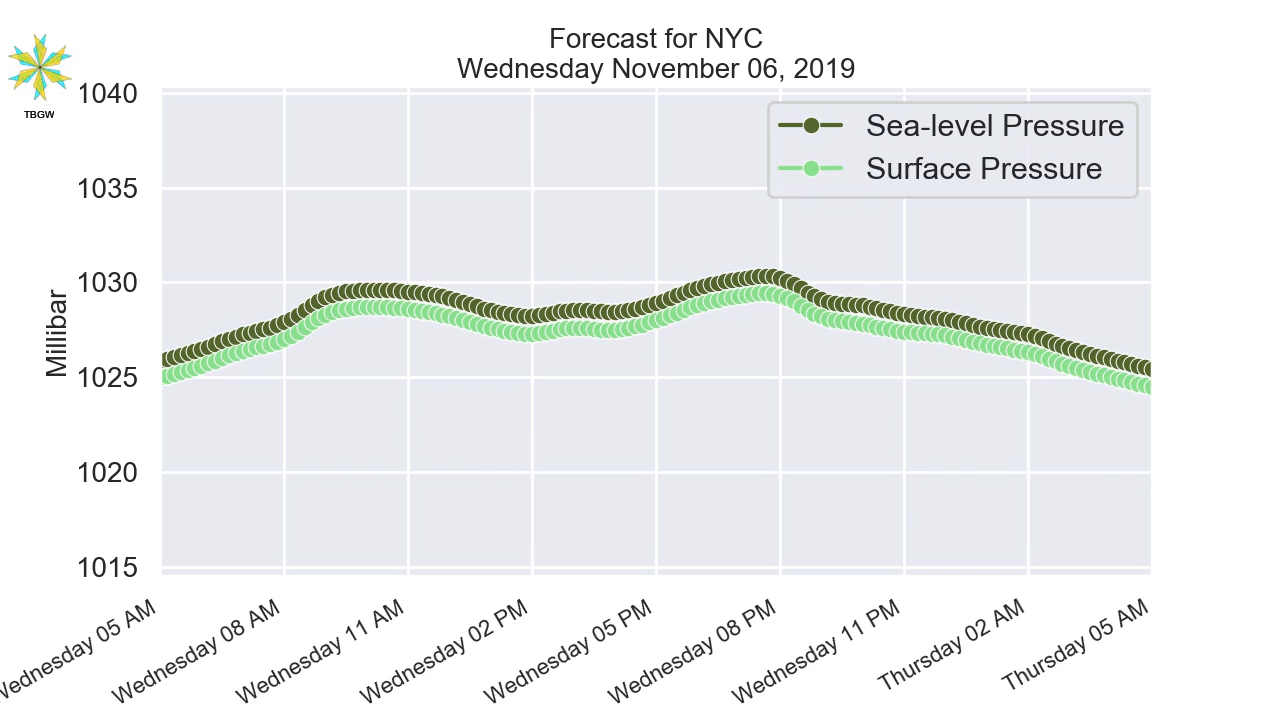 Forecast for NYC
Wednesday November 06, 2019
TBGW
1040
1035
1030
1025
1020
1015
Millibar
Sea-level Pressure
Surface Pressure
Wednesday 05 AM
Wednesday 08 AM
Wednesday 11 AM
Wednesday 02 PM
Wednesday 05 PM
Wednesday 08 PM
Wednesday 11 PM
Thursday 02 AM
Thursday 05 AM